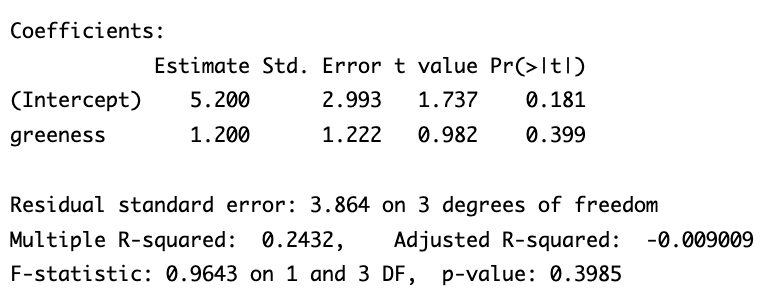 Coefficients:
Estimate Std. Error t value Pr(>|t|)
(Intercept) 5.200 2.993 1.737 0.181
greeness 1.200 1.222 0.982 0.399
Residual standard error: 3.864 on 3 degrees of freedom
Multiple R-squared: 0.2432, Adjusted R-squared: -0.009009
F-statistic: 0.9643 on 1 and 3 DF, p-value: 0.3985